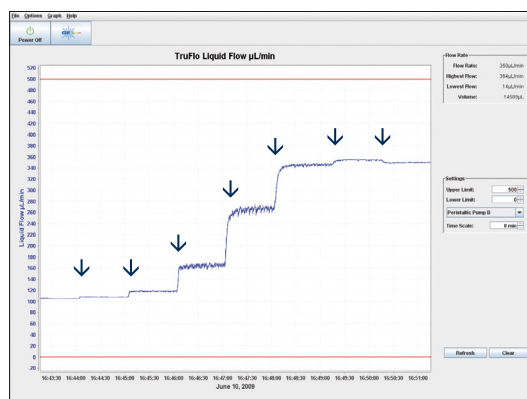 File Options Graph Help
Power Off
TruFlo Liquid Flow µL/min
520
500
480
460
440
420
400
380
360
340
320
300
280
260
240
220
200
180
160
140
120
100
80
60
40
20
0
20
Liquid Flow µL/min
16:43:30 16:44:00 16:44:30 16:45:00 16:45:30 16:46:00 16:46:30 16:47:00 16:47:30 16:48:00 16:48:30 16:49:00 16:49:30 16:50:00 16:50:30 16:51:00
June 10, 2009
Flow Rate
Flow Rate: 350µL/min
Highest Flow: 354µL/min
Lowest Flow: 14µL/min
Volume: 14509µL
Settings
Upper Limit: 500
Lower Limit: 0
Peristaltic Pump B
Time Scale: 8 min
Refresh Clear